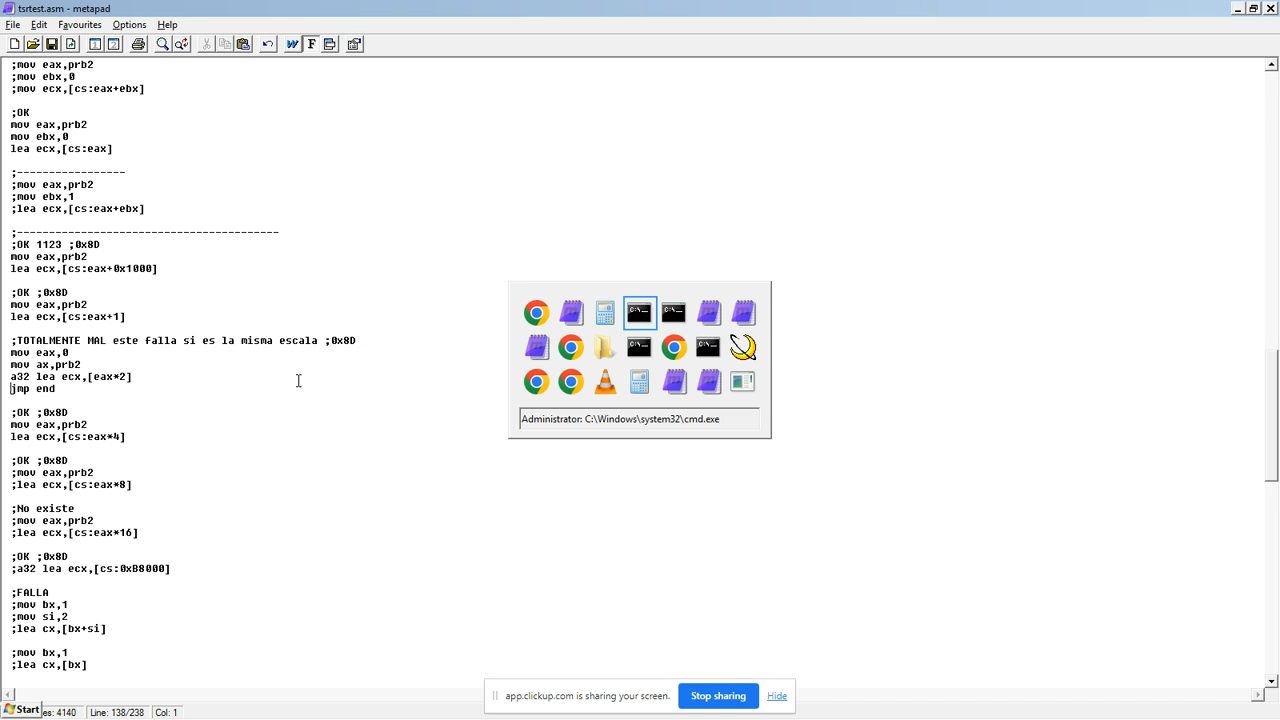 tsrtest.asm - metapad
File Edit Favourites Options Help
;mov eax,prb2
;mov ebx,0
;mov ecx,[cs:eax+ebx]
;OK
mov eax,prb2
mov ebx,0
lea ecx,[cs:eax]
;-----------------
;mov eax,prb2
;mov ebx,1
;lea ecx,[cs:eax+ebx]
;-----------------------------------------
;OK 1123 ;0x8D
mov eax,prb2
lea ecx,[cs:eax+0x1000]
;OK ;0x8D
mov eax,prb2
lea ecx,[cs:eax+1]
;TOTALMENTE MAL este falla si es la misma escala ;0x8D
mov eax,0
mov ax,prb2
a32 lea ecx,[eax*2]
jmp end
;OK ;0x8D
mov eax,prb2
lea ecx,[cs:eax*4]
;OK ;0x8D
;mov eax,prb2
;lea ecx,[cs:eax*8]
;No existe
;mov eax,prb2
;lea ecx,[cs:eax*16]
;OK ;0x8D
;a32 lea ecx,[cs:0xB8000]
;FALLA
;mov bx,1
;mov si,2
;lea cx,[bx+si]
;mov bx,1
;lea cx,[bx]
Administrator: C:\Windows\system32\cmd.exe
app.clickup.com is sharing your screen. Stop sharing Hide
Start es: 4140 Line: 138/238 Col: 1